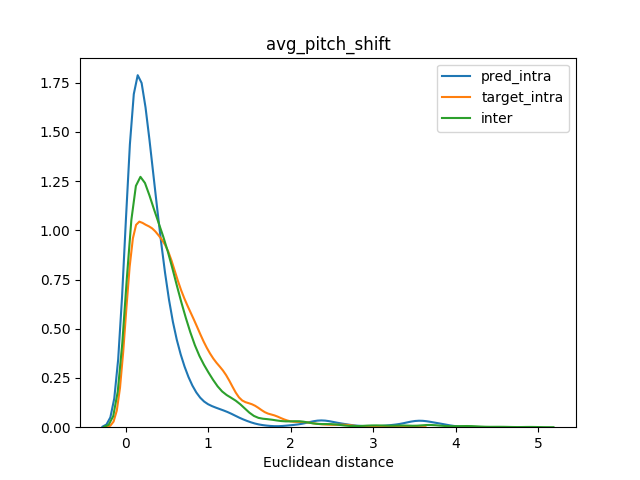 avg_pitch_shift
pred_intra
target_intra
inter
1.75
1.50
1.25
1.00
0.75
0.50
0.25
0.00
0 1 2 3 4 5
Euclidean distance